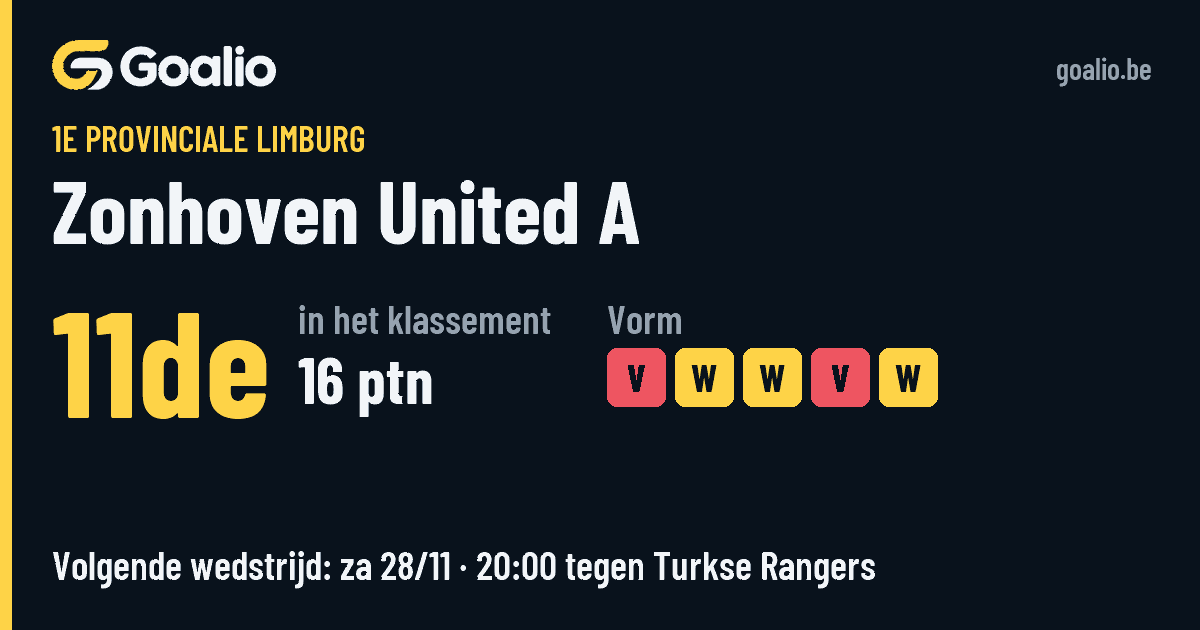 Goalio
goalio.be
1E PROVINCIALE LIMBURG
Zonhoven United A
11de
in het klassement
16 ptn
Vorm
V W W V W
Volgende wedstrijd: za 28/11 · 20:00 tegen Turkse Rangers